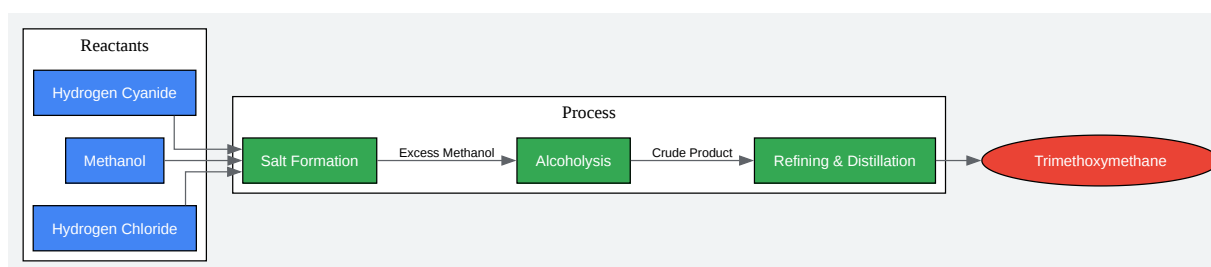 Reactants
Hydrogen Cyanide
Methanol
Hydrogen Chloride
Process
Salt Formation
Excess Methanol
Alcoholysis
Crude Product
Refining & Distillation
Trimethoxymethane